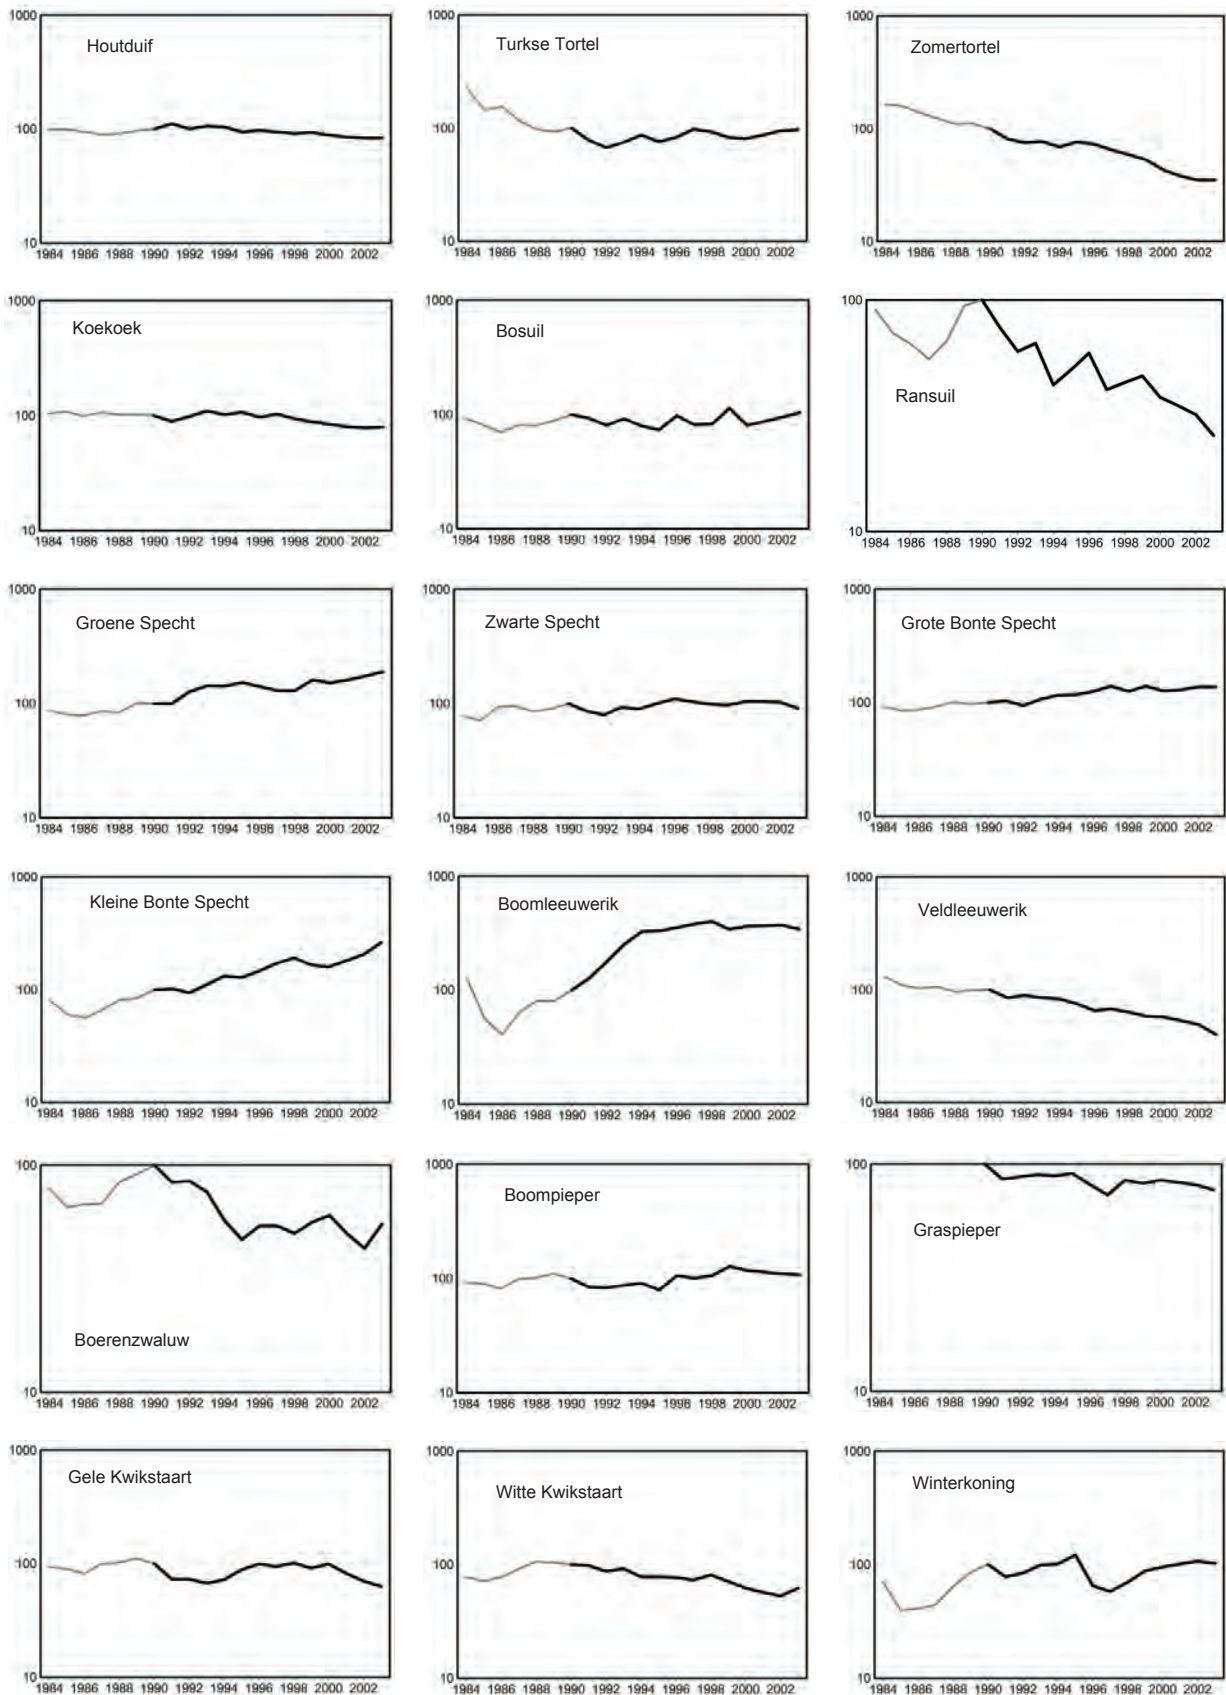 1000
Houtduif
100
10
1984 1986 1988 1990 1992 1994 1996 1998 2000 2002
1000
Turkse Tortel
100
10
1984 1986 1988 1990 1992 1994 1996 1998 2000 2002
1000
Zomertortel
100
10
1984 1986 1988 1990 1992 1994 1996 1998 2000 2002
1000
Koekoek
100
10
1984 1986 1988 1990 1992 1994 1996 1998 2000 2002
1000
Bosuil
100
10
1984 1986 1988 1990 1992 1994 1996 1998 2000 2002
100
Ransuil
10
1984 1986 1988 1990 1992 1994 1996 1998 2000 2002
1000
Groene Specht
100
10
1984 1986 1988 1990 1992 1994 1996 1998 2000 2002
1000
Zwarte Specht
100
10
1984 1986 1988 1990 1992 1994 1996 1998 2000 2002
1000
Grote Bonte Specht
100
10
1984 1986 1988 1990 1992 1994 1996 1998 2000 2002
1000
Kleine Bonte Specht
100
10
1984 1986 1988 1990 1992 1994 1996 1998 2000 2002
1000
Boomleeuwerik
100
10
1984 1986 1988 1990 1992 1994 1996 1998 2000 2002
1000
Veldleeuwerik
100
10
1984 1986 1988 1990 1992 1994 1996 1998 2000 2002
100
Boerenzwaluw
10
1984 1986 1988 1990 1992 1994 1996 1998 2000 2002
1000
Boompieper
100
10
1984 1986 1988 1990 1992 1994 1996 1998 2000 2002
100
Graspieper
10
1984 1986 1988 1990 1992 1994 1996 1998 2000 2002
1000
Gele Kwikstaart
100
10
1984 1986 1988 1990 1992 1994 1996 1998 2000 2002
1000
Witte Kwikstaart
100
10
1984 1986 1988 1990 1992 1994 1996 1998 2000 2002
1000
Winterkoning
100
10
1984 1986 1988 1990 1992 1994 1996 1998 2000 2002